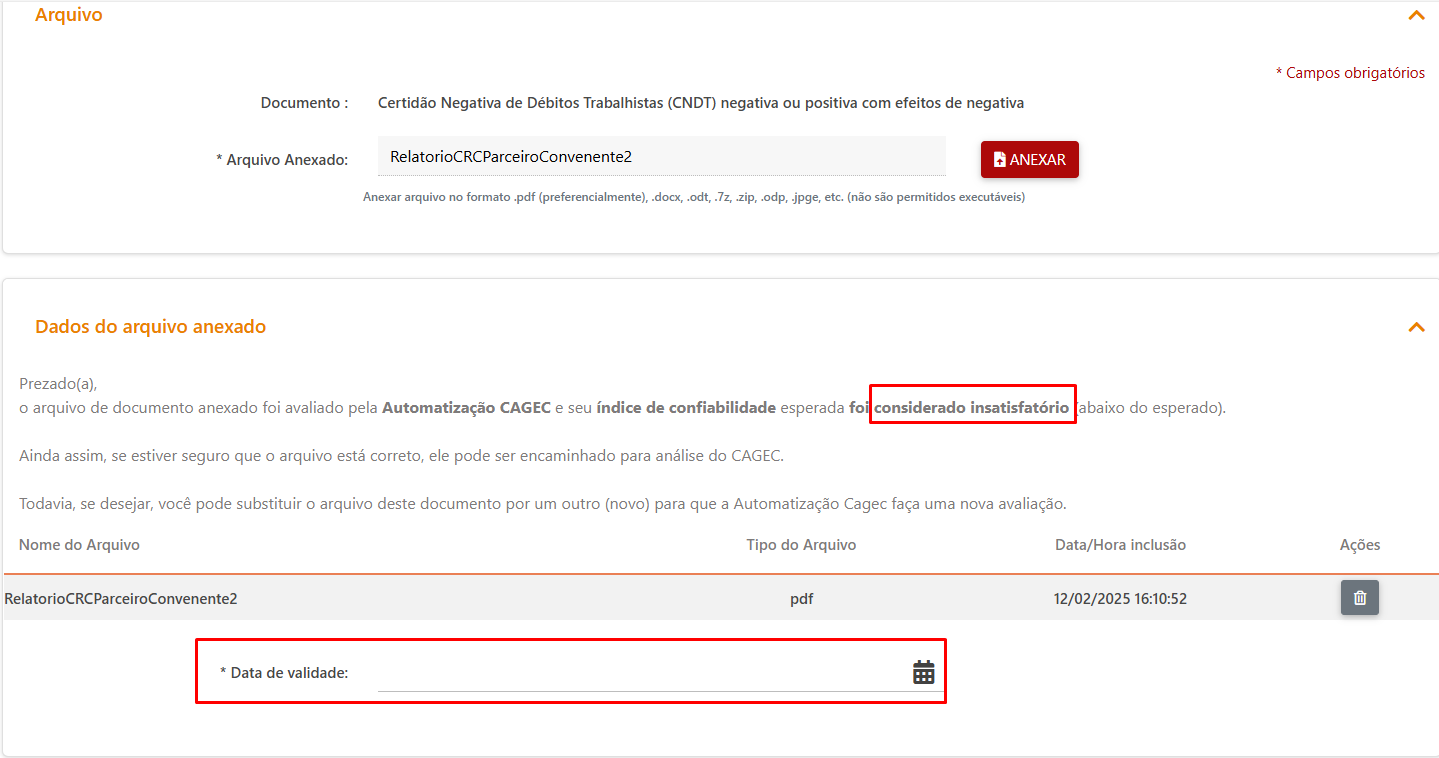 Arquivo
* Campos obrigatórios
Documento : Certidão Negativa de Débitos Trabalhistas (CNDT) negativa ou positiva com efeitos de negativa
* Arquivo Anexado: RelatorioCRCParceiroConvenente2 ANEXAR
Anexar arquivo no formato .pdf (preferencialmente), .docx, .odt, .7z, .zip, .odp, .jpge, etc. (não são permitidos executáveis)
Dados do arquivo anexado
Prezado(a),
o arquivo de documento anexado foi avaliado pela Automatização CAGEC e seu índice de confiabilidade esperada foi considerado insatisfatório (abaixo do esperado).
Ainda assim, se estiver seguro que o arquivo está correto, ele pode ser encaminhado para análise do CAGEC.
Todavia, se desejar, você pode substituir o arquivo deste documento por um outro (novo) para que a Automatização Cagec faça uma nova avaliação.
Nome do Arquivo Tipo do Arquivo Data/Hora inclusão Ações
RelatorioCRCParceiroConvenente2 pdf 12/02/2025 16:10:52
* Data de validade: